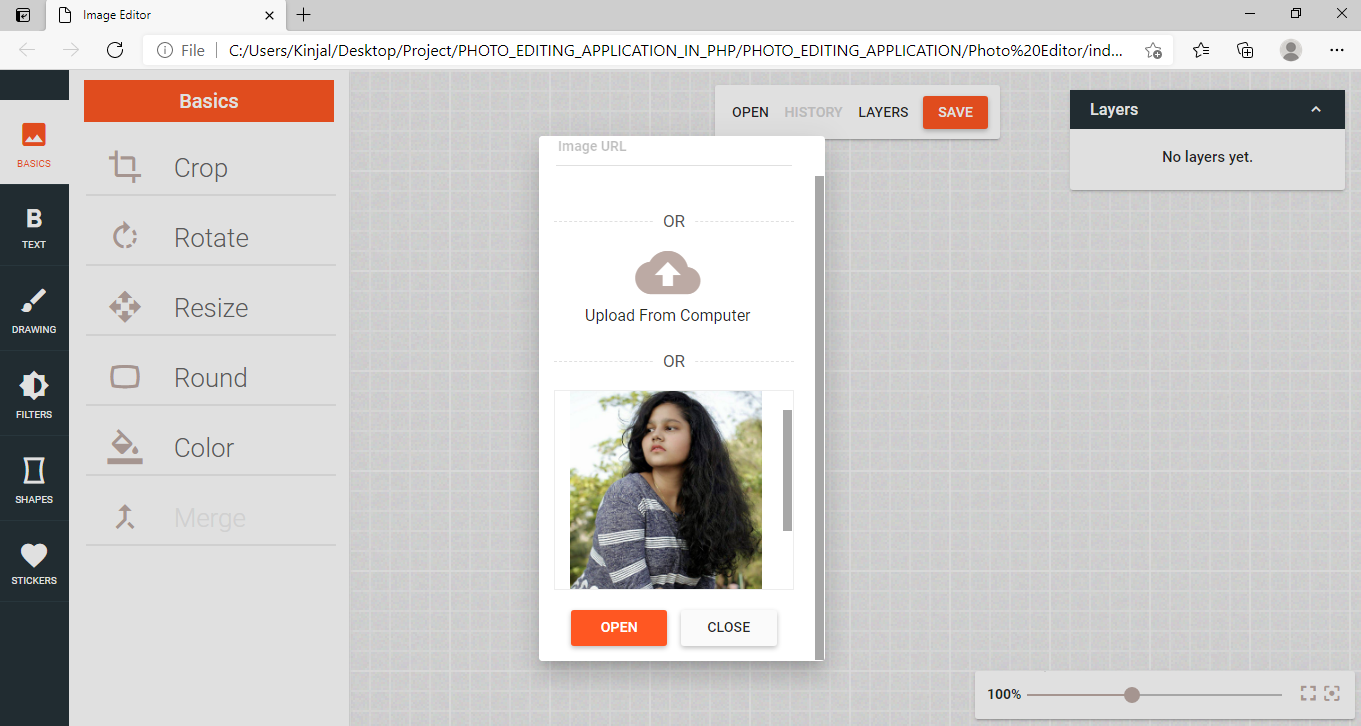 Image Editor
File
C:/Users/Kinjal/Desktop/Project/PHOTO_EDITING_APPLICATION_IN_PHP/PHOTO_EDITING_APPLICATION/Photo%20Editor/ind...
BASICS
B
TEXT
DRAWING
FILTERS
SHAPES
STICKERS
Basics
Crop
Rotate
Resize
Round
Color
Merge
OPEN HISTORY LAYERS SAVE
Image URL
OR
Upload From Computer
OR
OPEN CLOSE
Layers
No layers yet.
100%